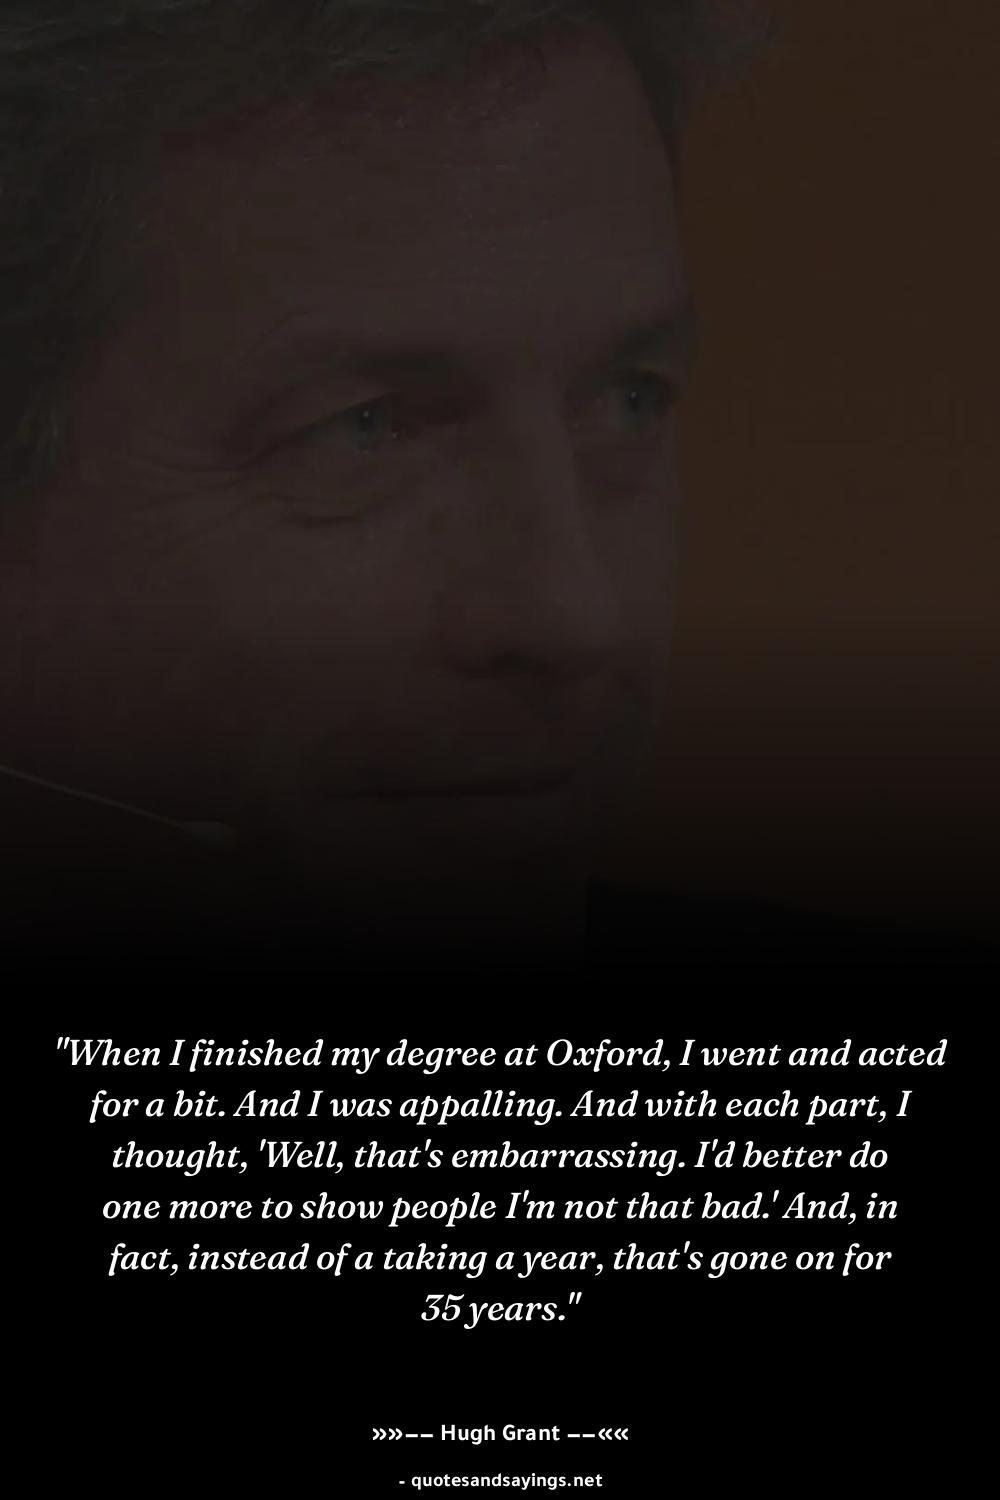 "When I finished my degree at Oxford, I went and acted
for a bit. And I was appalling. And with each part, I
thought, 'Well, that's embarrassing. I'd better do
one more to show people I'm not that bad.' And, in
fact, instead of a taking a year, that's gone on for
35 years."
»»–– Hugh Grant ––««
- quotesandsayings.net